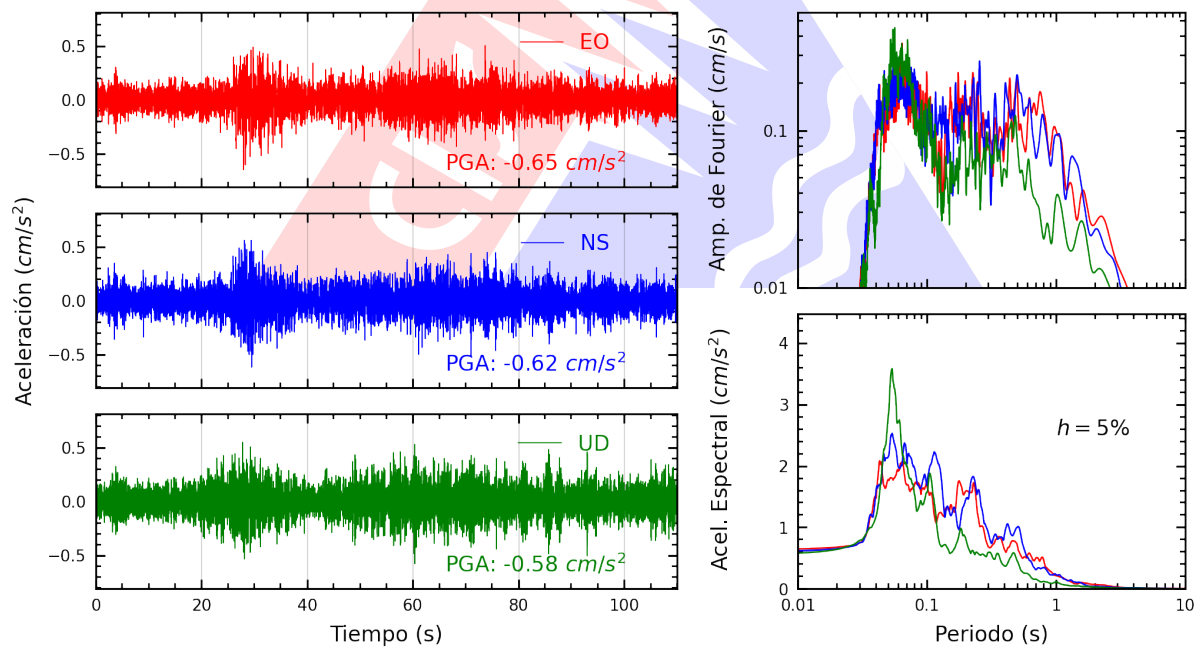 Aceleración (cm/s²)
0.5
0.0
−0.5
EO
PGA: -0.65 cm/s²
0.5
0.0
−0.5
NS
PGA: -0.62 cm/s²
0.5
0.0
−0.5
UD
PGA: -0.58 cm/s²
0 20 40 60 80 100
Tiempo (s)
Amp. de Fourier (cm/s)
0.1
0.01
Acel. Espectral (cm/s²)
4
3
2
1
0
h = 5%
0.01 0.1 1 10
Periodo (s)